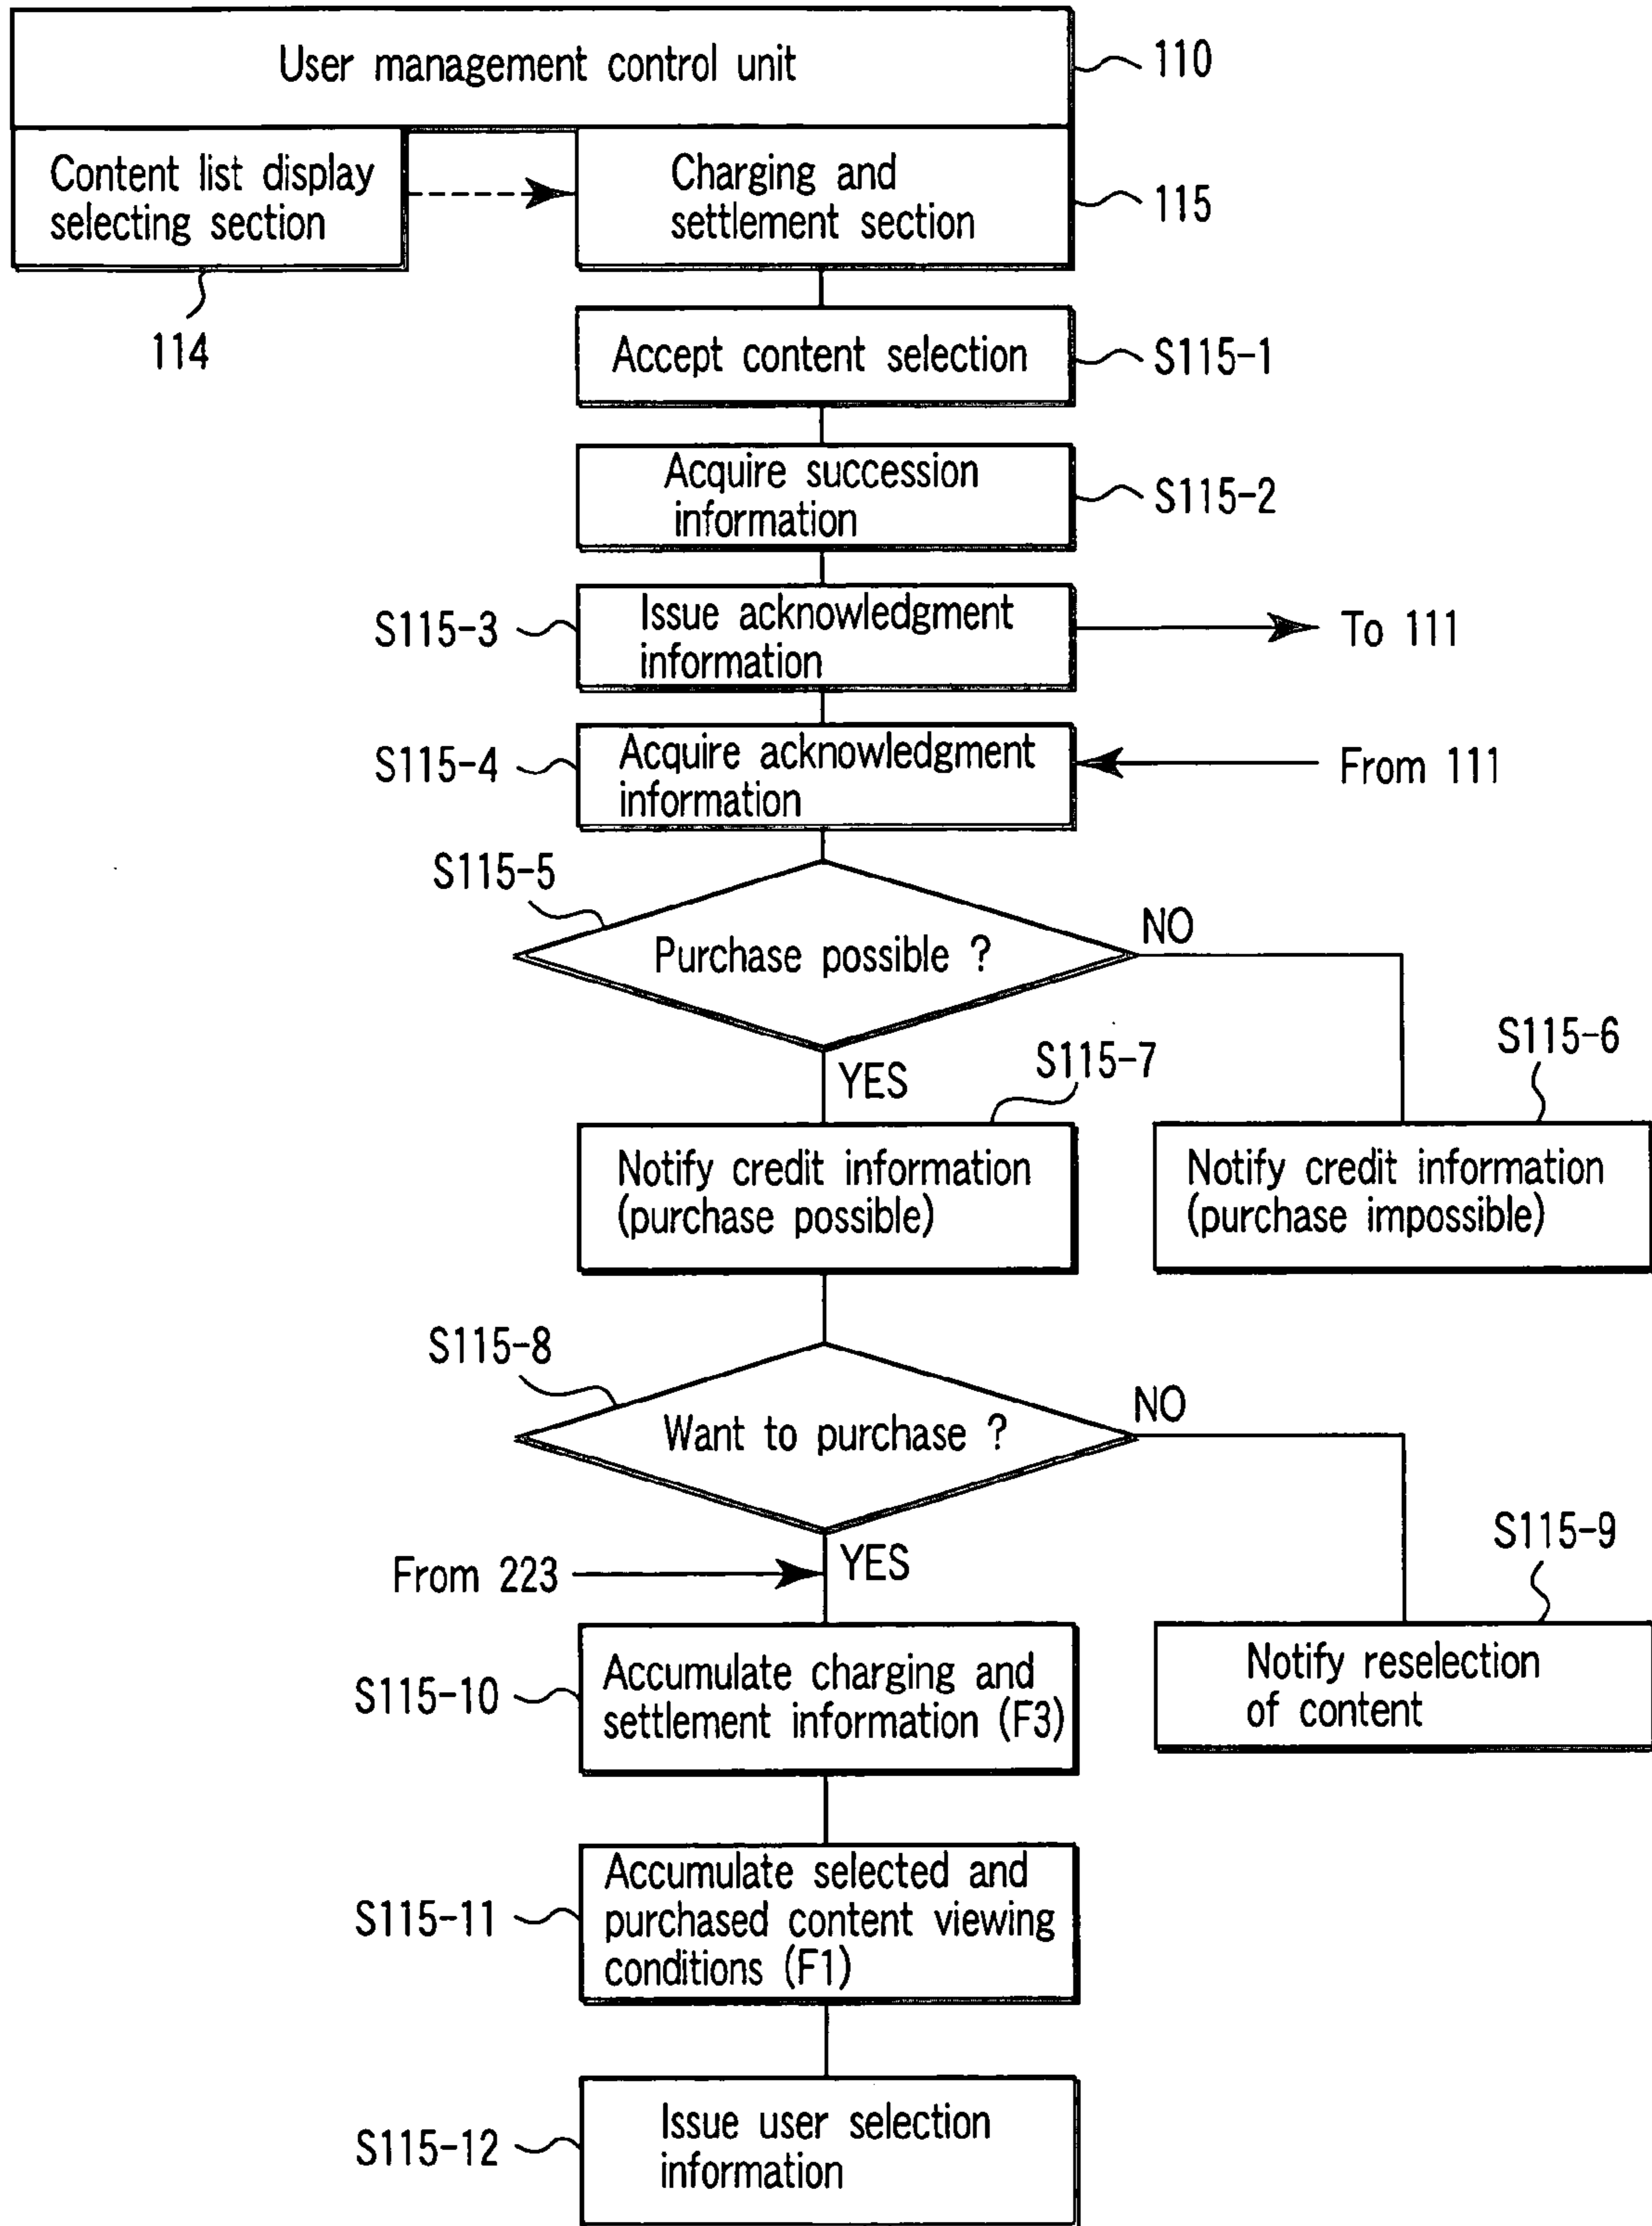 User management control unit
110
Content list display
selecting section
Charging and
settlement section
115
114
Accept content selection
S115-1
Acquire succession
information
S115-2
S115-3
Issue acknowledgment
information
To 111
S115-4
Acquire acknowledgment
information
From 111
S115-5
Purchase possible ?
NO
YES
S115-7
S115-6
Notify credit information
(purchase possible)
Notify credit information
(purchase impossible)
S115-8
Want to purchase ?
NO
From 223
YES
S115-9
S115-10
Accumulate charging and
settlement information (F3)
Notify reselection
of content
S115-11
Accumulate selected and
purchased content viewing
conditions (F1)
S115-12
Issue user selection
information